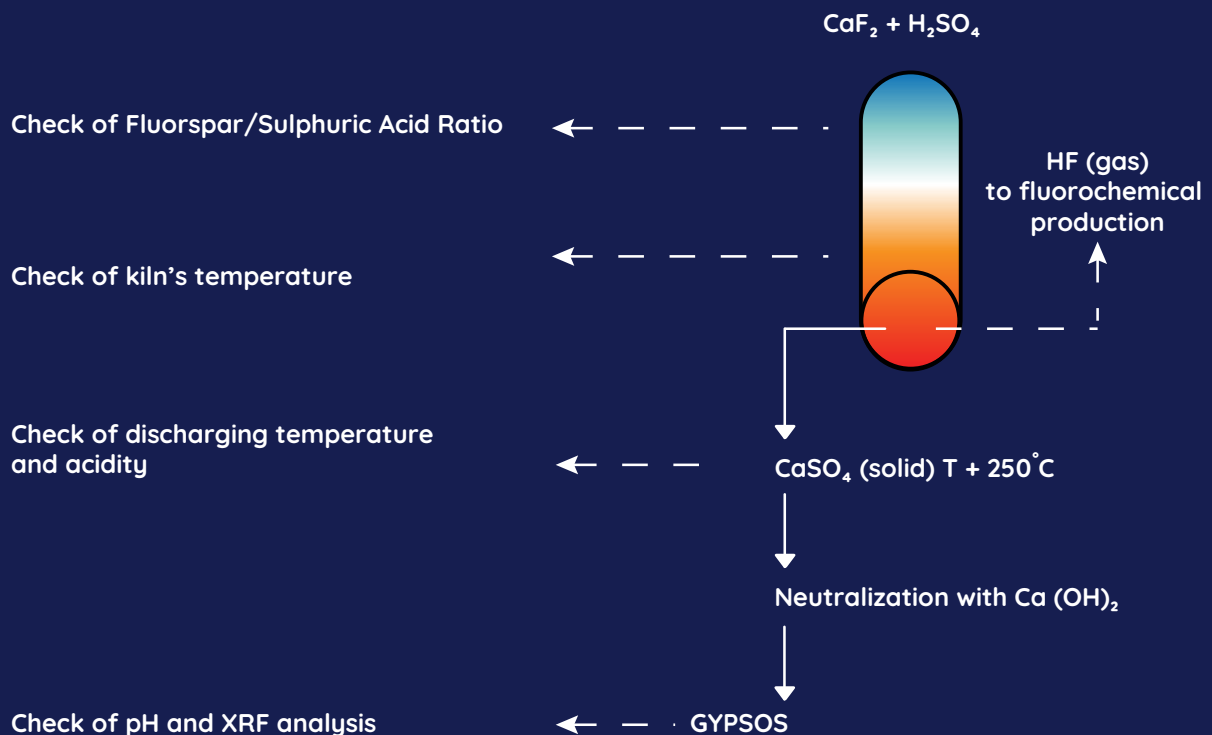 CaF₂ + H₂SO₄
Check of Fluorspar/Sulphuric Acid Ratio
HF (gas)
to fluorochemical
production
Check of kiln's temperature
Check of discharging temperature
and acidity
CaSO₄ (solid) T + 250°C
Neutralization with Ca (OH)₂
Check of pH and XRF analysis
GYPSOS